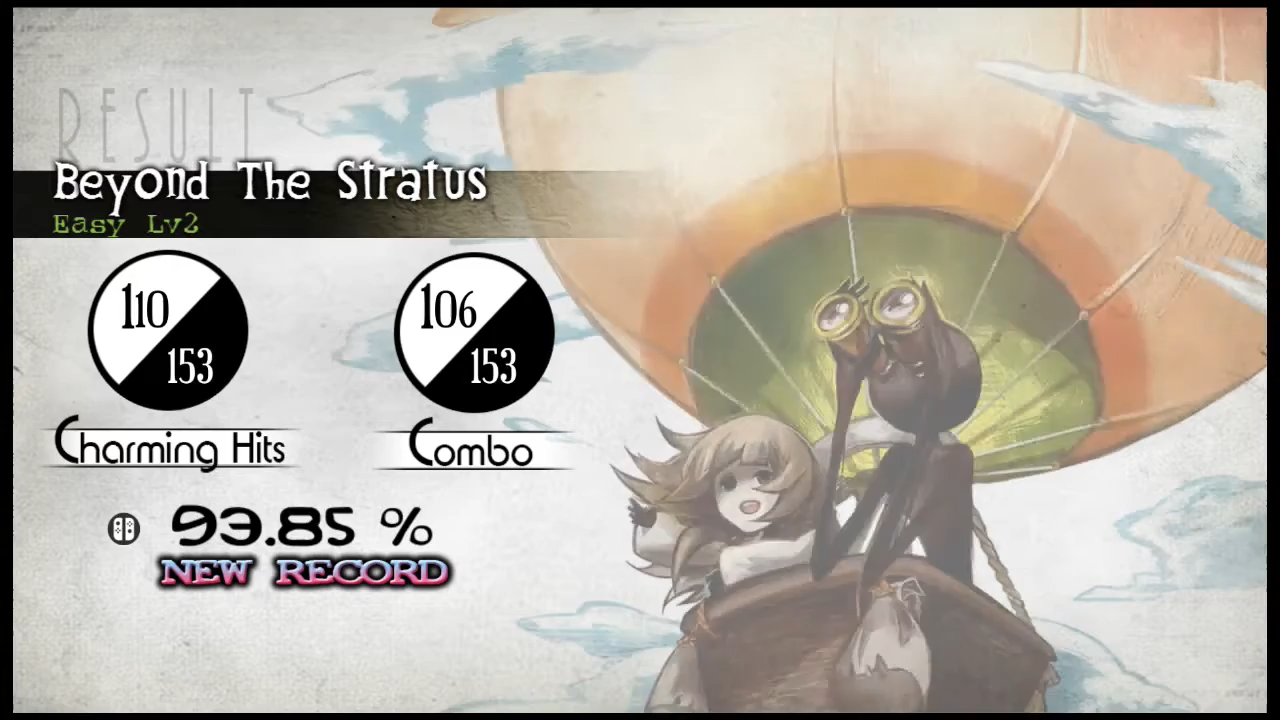 RESULT
Beyond The Stratus
Easy Lv2
110
153
106
153
Charming Hits
Combo
93.85 %
NEW RECORD